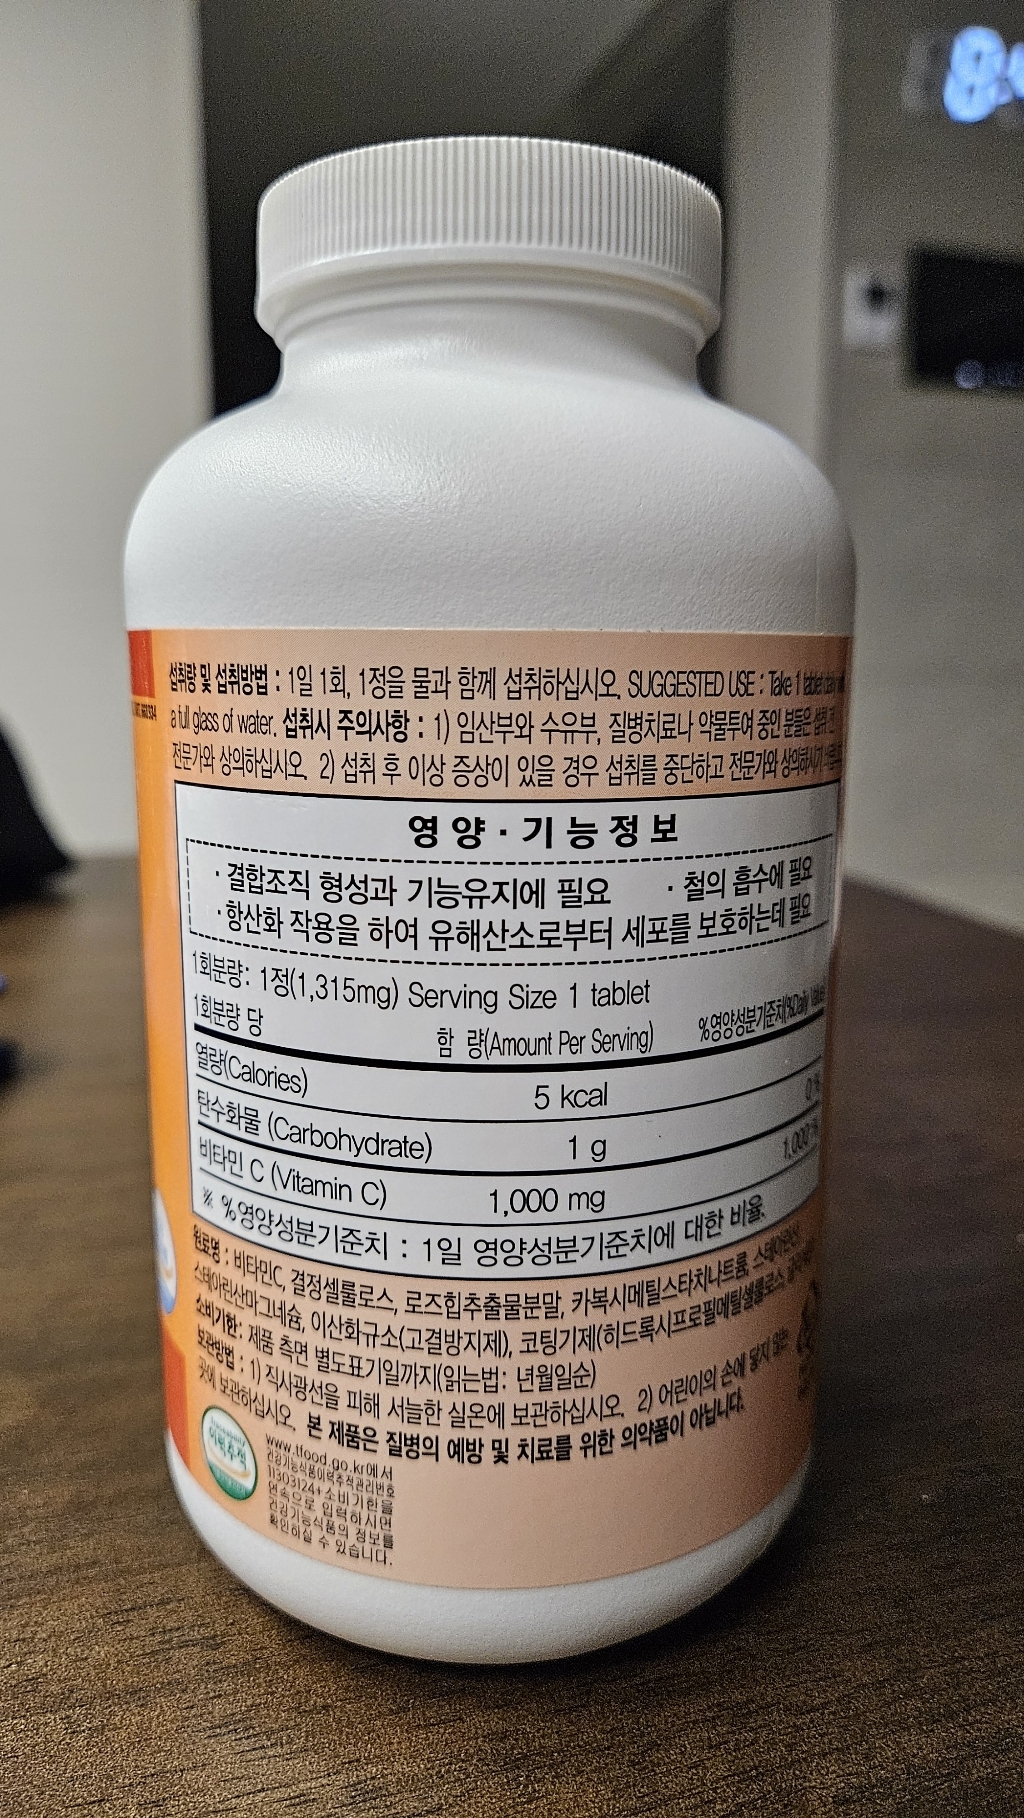 섭취량 및 섭취방법 : 1일 1회, 1정을 물과 함께 섭취하십시오. SUGGESTED USE : Take 1 tablet daily
a full glass of water. 섭취시 주의사항 : 1) 임산부와 수유부, 질병치료나 약물투여 중인 분들은 섭취 전
전문가와 상의하십시오. 2) 섭취 후 이상 증상이 있을 경우 섭취를 중단하고 전문가와 상의하시기
영양·기능정보
· 결합조직 형성과 기능유지에 필요 · 철의 흡수에 필요
· 항산화 작용을 하여 유해산소로부터 세포를 보호하는데 필요
1회분량: 1정(1,315mg) Serving Size 1 tablet
1회분량 당 함 량(Amount Per Serving) %영양성분기준치(%Daily Value)
열량(Calories) 5 kcal
탄수화물 (Carbohydrate) 1 g 0%
비타민 C (Vitamin C) 1,000 mg 1,000%
※ %영양성분기준치 : 1일 영양성분기준치에 대한 비율.
원료명 : 비타민C, 결정셀룰로스, 로즈힙추출물분말, 카복시메틸스타치나트륨, 스테아린산,
스테아린산마그네슘, 이산화규소(고결방지제), 코팅기제(히드록시프로필메틸셀룰로스,
소비기한: 제품 측면 별도표기일까지(읽는법: 년월일순)
보관방법 : 1) 직사광선을 피해 서늘한 실온에 보관하십시오. 2) 어린이의 손에 닿지 않는
곳에 보관하십시오. 본 제품은 질병의 예방 및 치료를 위한 의약품이 아닙니다.
이력추적
www.tfood.go.kr에서
건강기능식품이력추적관리번호
11303124+소비기한을
연속으로 입력하시면
건강기능식품의 정보를
확인하실 수 있습니다.